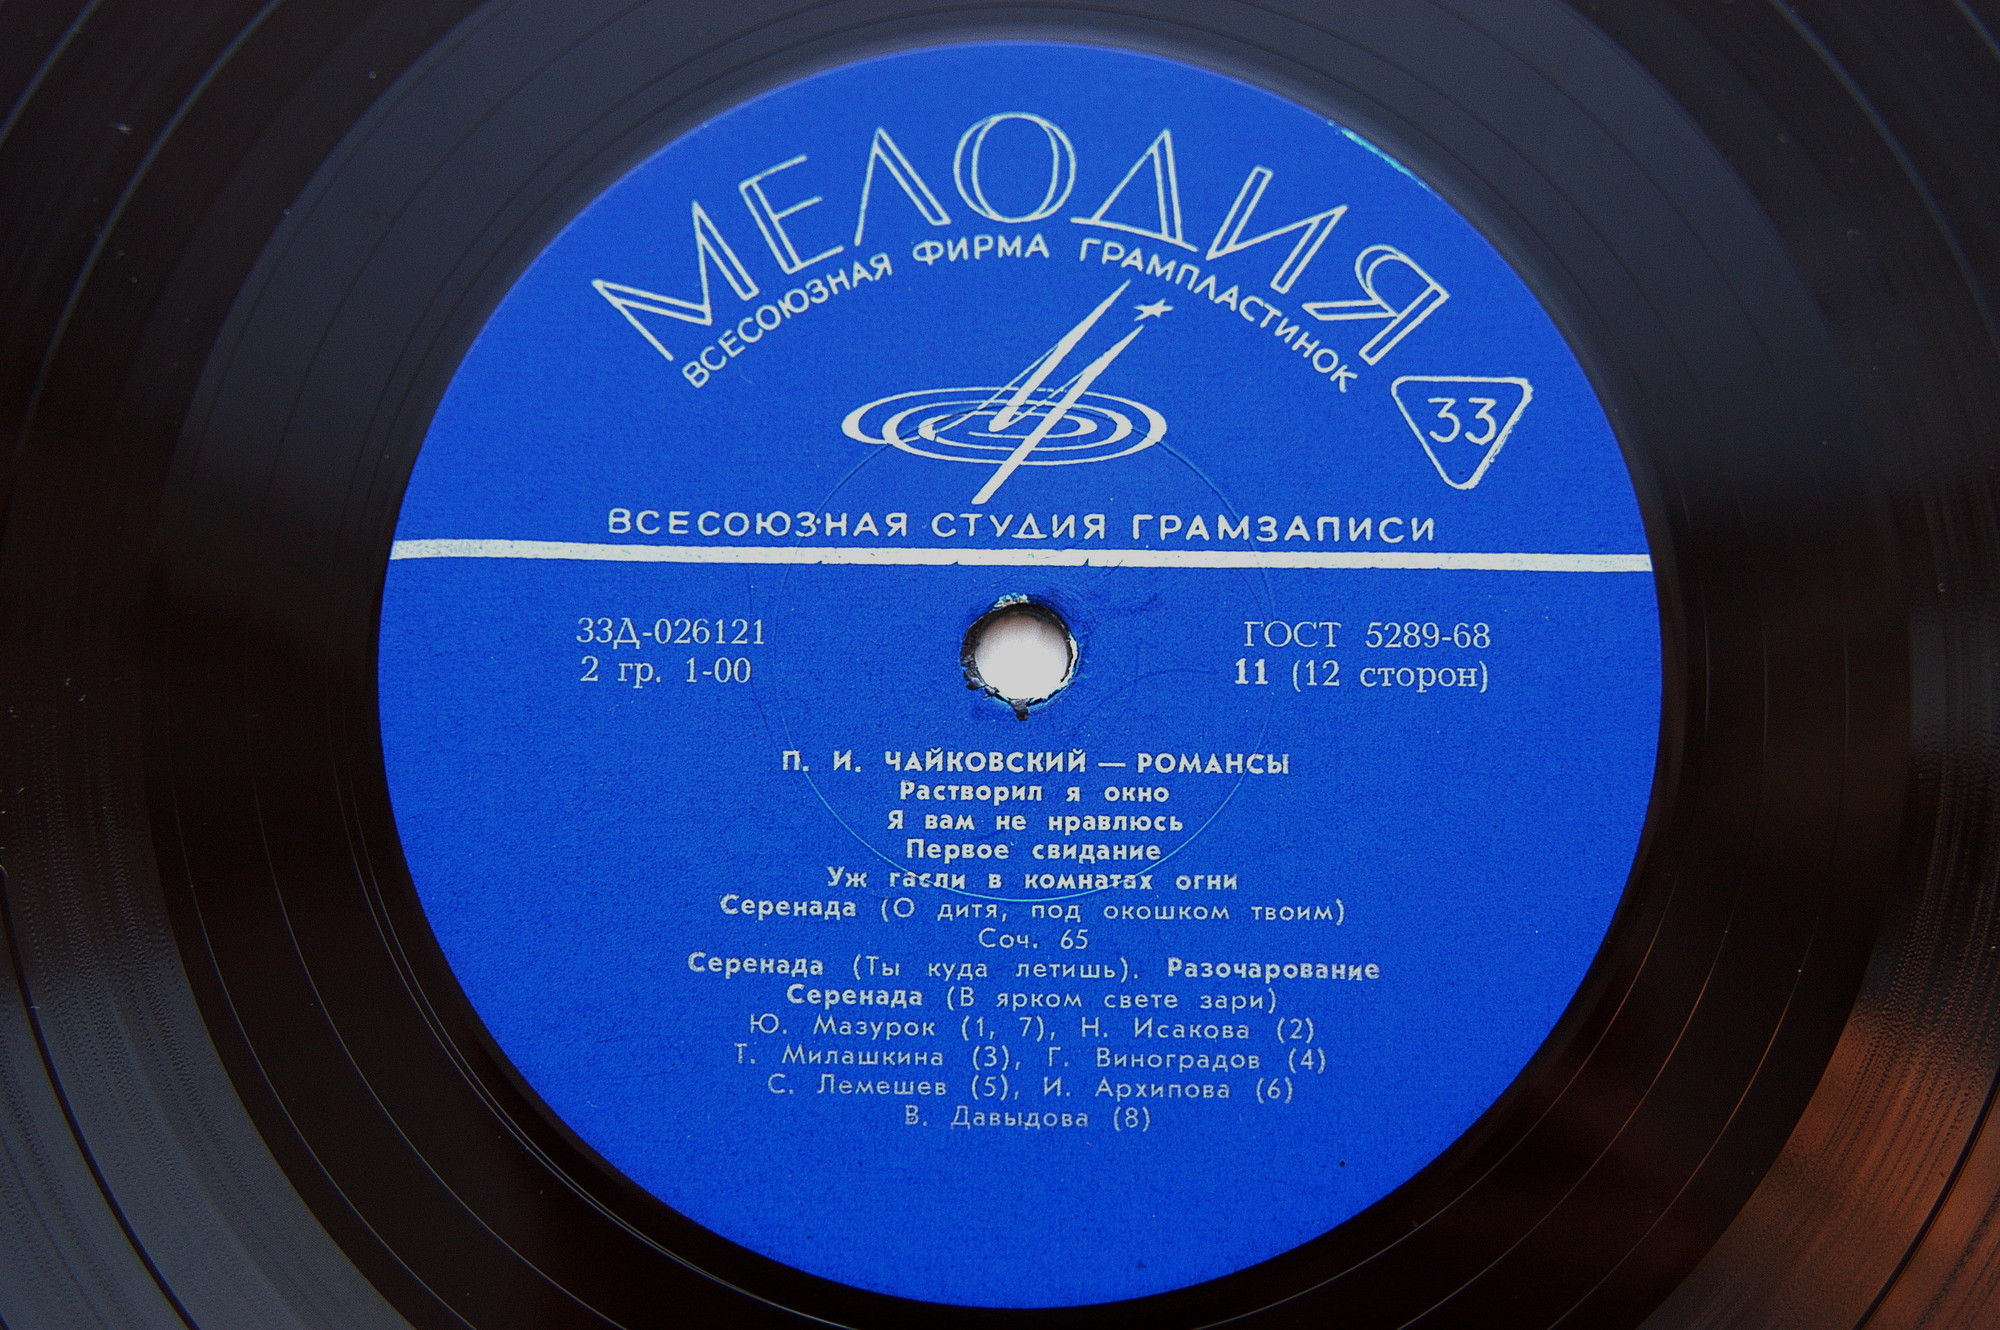 МЕЛОДИЯ
ВСЕСОЮЗНАЯ ФИРМА ГРАМПЛАСТИНОК
33
ВСЕСОЮЗНАЯ СТУДИЯ ГРАМЗАПИСИ
33Д-026121
2 гр. 1-00
ГОСТ 5289-68
11 (12 сторон)
П. И. ЧАЙКОВСКИЙ — РОМАНСЫ
Растворил я окно
Я вам не нравлюсь
Первое свидание
Уж гасли в комнатах огни
Серенада (О дитя, под окошком твоим)
Соч. 65
Серенада (Ты куда летишь). Разочарование
Серенада (В ярком свете зари)
Ю. Мазурок (1, 7), Н. Исакова (2)
Т. Милашкина (3), Г. Виноградов (4)
С. Лемешев (5), И. Архипова (6)
В. Давыдова (8)